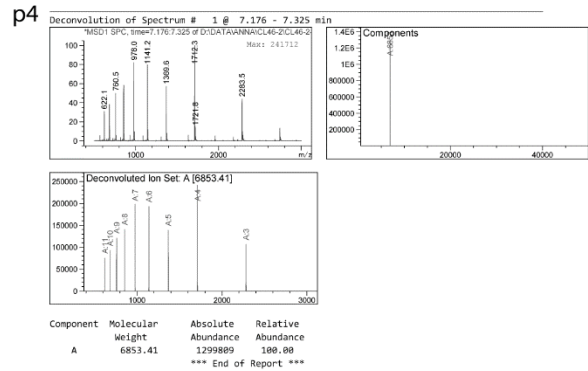 p4
Deconvolution of Spectrum # 1 @ 7.176 - 7.325 min
*MSD1 SPC, time=7.176:7.325 of D:\DATA\ANNA\CL46-2\CL46-2-
Max: 241712
100
80
60
40
20
0
622.1
760.5
978.0
1141.2
1369.6
1712.3
1721.8
2283.5
1000
2000
m/z
Components
1.4E6
1.2E6
1E6
800000
600000
400000
200000
20000
40000
Deconvoluted Ion Set: A [6853.41]
250000
200000
150000
100000
50000
0
A:11
A:10
A:9
A:8
A:7
A:6
A:5
A:4
A:3
1000
2000
3000
Component Molecular Absolute Relative
Weight Abundance Abundance
A 6853.41 1299809 100.00
*** End of Report ***